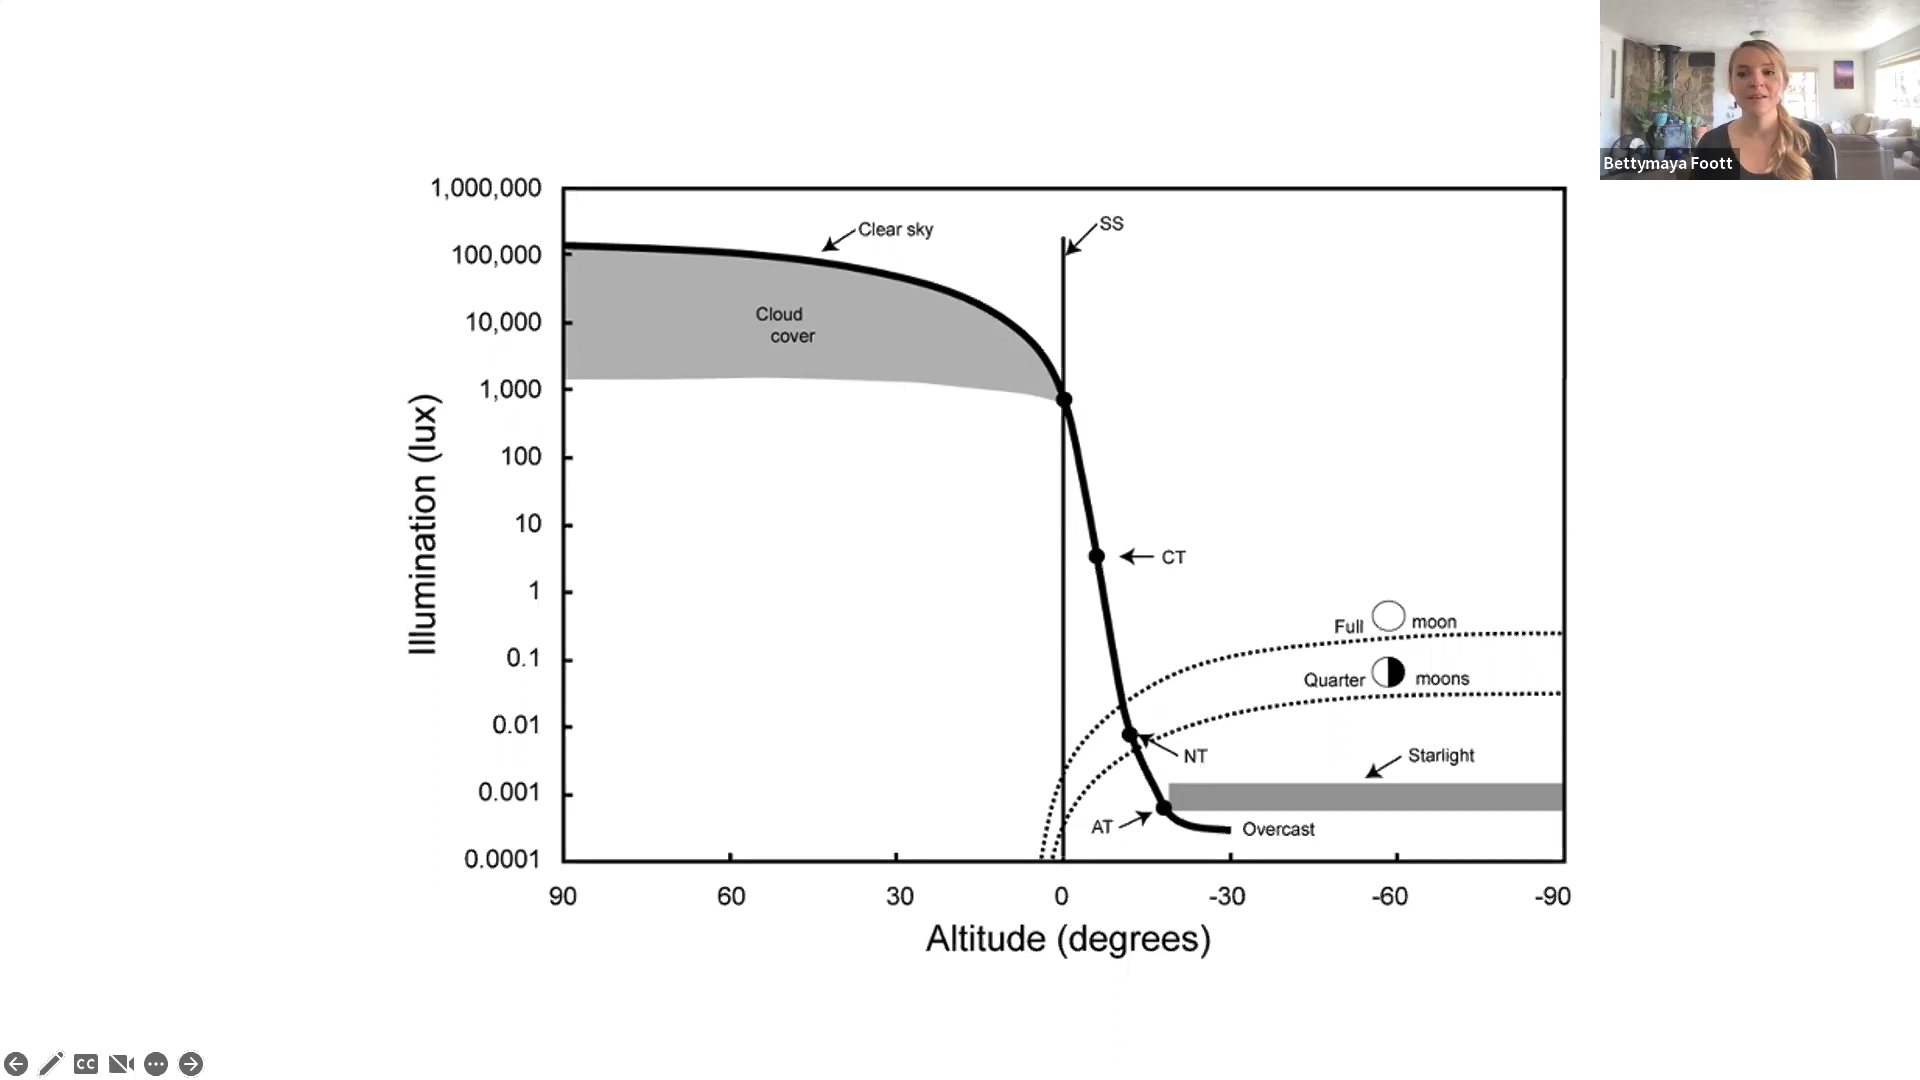 Bettymaya Foott
1,000,000
100,000
10,000
1,000
100
10
1
0.1
0.01
0.001
0.0001
Illumination (lux)
Clear sky
SS
Cloud
cover
CT
Full moon
Quarter moons
NT
Starlight
AT
Overcast
90 60 30 0 -30 -60 -90
Altitude (degrees)
CC